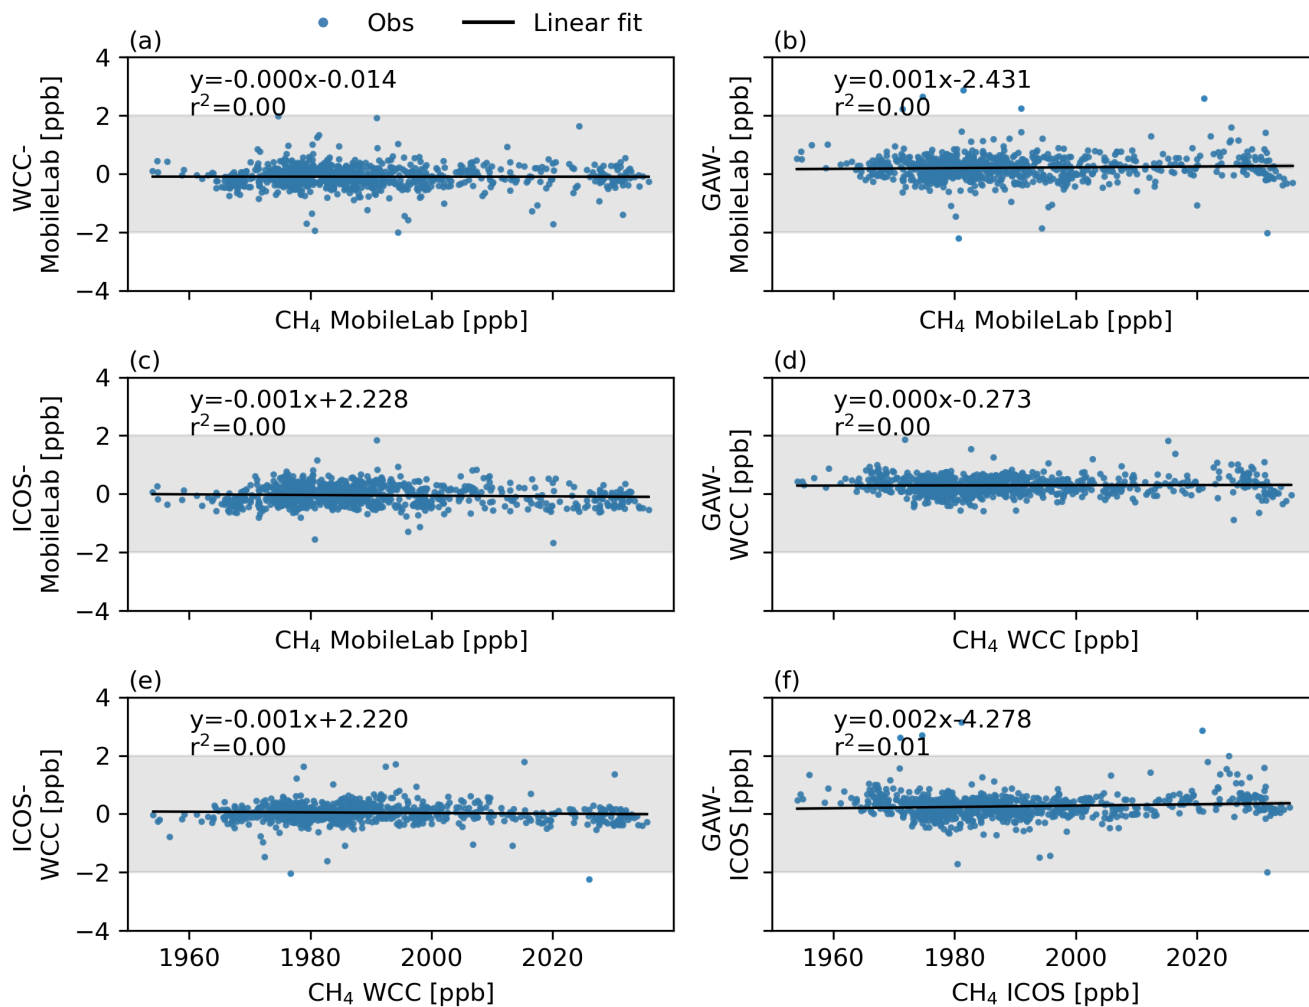 Obs Linear fit
(a)
y=-0.000x-0.014
r²=0.00
4
2
0
−2
−4
WCC-
MobileLab [ppb]
CH₄ MobileLab [ppb]
(b)
y=0.001x-2.431
r²=0.00
GAW-
MobileLab [ppb]
CH₄ MobileLab [ppb]
(c)
y=-0.001x+2.228
r²=0.00
4
2
0
−2
−4
ICOS-
MobileLab [ppb]
CH₄ MobileLab [ppb]
(d)
y=0.000x-0.273
r²=0.00
GAW-
WCC [ppb]
CH₄ WCC [ppb]
(e)
y=-0.001x+2.220
r²=0.00
4
2
0
−2
−4
ICOS-
WCC [ppb]
1960 1980 2000 2020
CH₄ WCC [ppb]
(f)
y=0.002x-4.278
r²=0.01
GAW-
ICOS [ppb]
1960 1980 2000 2020
CH₄ ICOS [ppb]